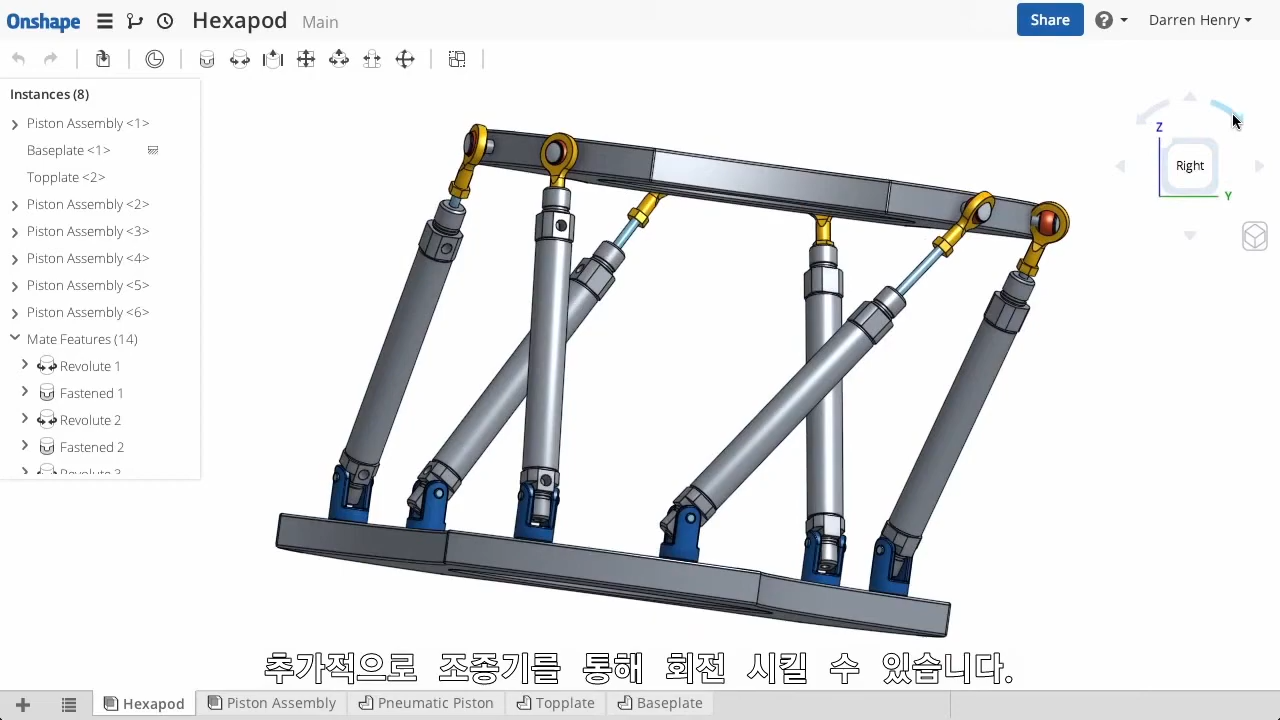 Onshape Hexapod Main Share Darren Henry
Instances (8)
Piston Assembly <1>
Baseplate <1>
Topplate <2>
Piston Assembly <2>
Piston Assembly <3>
Piston Assembly <4>
Piston Assembly <5>
Piston Assembly <6>
Mate Features (14)
Revolute 1
Fastened 1
Revolute 2
Fastened 2
Revolute 3
Z
Right
Y
추가적으로 조종기를 통해 회전 시킬 수 있습니다.
Hexapod Piston Assembly Pneumatic Piston Topplate Baseplate